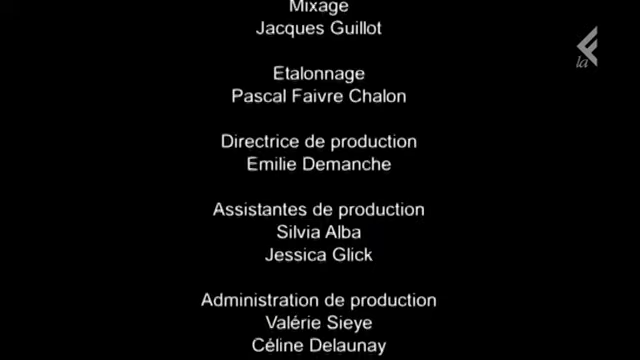 Mixage
Jacques Guillot
Etalonnage
Pascal Faivre Chalon
Directrice de production
Emilie Demanche
Assistantes de production
Silvia Alba
Jessica Glick
Administration de production
Valérie Sieye
Céline Delaunay
la